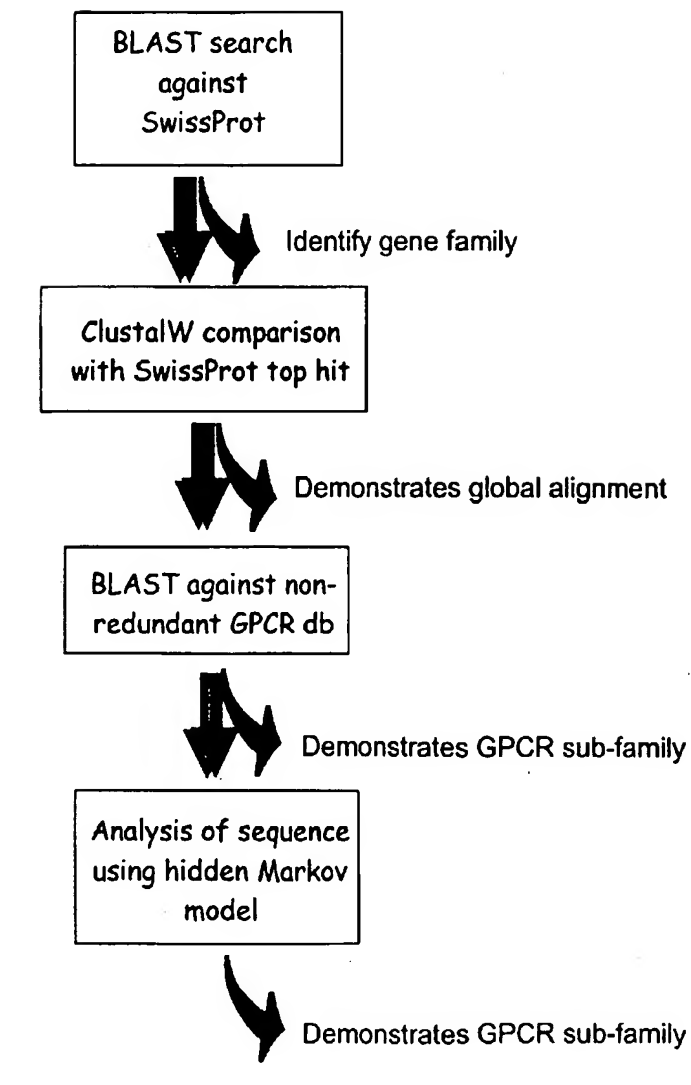 BLAST search
against
SwissProt
Identify gene family
ClustalW comparison
with SwissProt top hit
Demonstrates global alignment
BLAST against non-
redundant GPCR db
Demonstrates GPCR sub-family
Analysis of sequence
using hidden Markov
model
Demonstrates GPCR sub-family